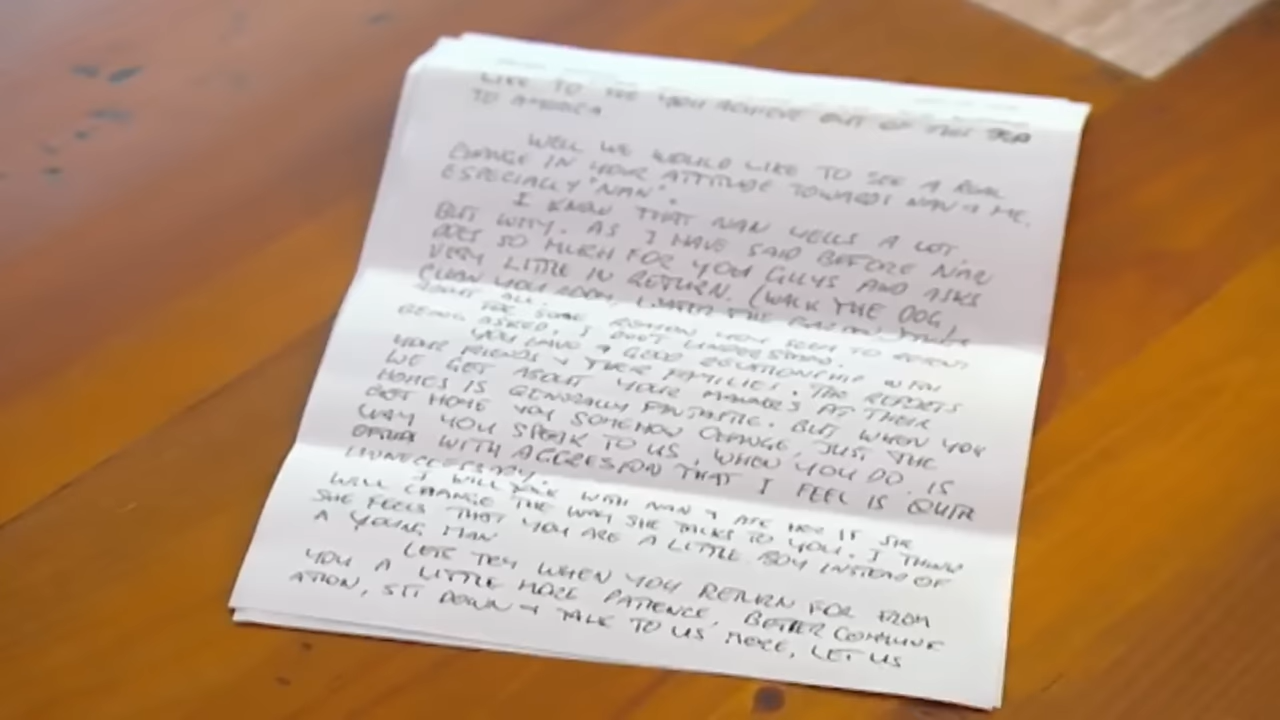 LIKE TO SEE YOU ACHIEVE OUT OF THIS
TO AMERICA
WELL WE WOULD LIKE TO SEE A REAL
CHANGE IN YOUR ATTITUDE TOWARDS NAN & ME.
ESPECIALLY "NAN".
I KNOW THAT NAN YELLS A LOT
BUT WHY. AS I HAVE SAID BEFORE NAN
DOES SO MUCH FOR YOU GUYS AND ASKS
VERY LITTLE IN RETURN. (WALK THE DOG,
CLEAN YOUR ROOM, WATER THE GARDEN
ABOUT ALL.
FOR SOME REASON YOU SEEM TO RESENT
BEING ASKED, I DON'T UNDERSTAND.
YOU HAVE A GOOD RELATIONSHIP WITH
YOUR FRIENDS & THEIR FAMILIES. THE REPORTS
WE GET ABOUT YOUR MANNERS AT THEIR
HOMES IS GENERALLY FANTASTIC. BUT WHEN YOU
GET HOME YOU SOMEHOW CHANGE, JUST THE
WAY YOU SPEAK TO US, WHEN YOU DO. IS
OFTEN WITH AGGRESION THAT I FEEL IS QUITE
UNNECESSARY.
I WILL TALK WITH NAN & ASK HER IF SHE
WILL CHANGE THE WAY SHE TALKS TO YOU. I THINK
SHE FEELS THAT YOU ARE A LITTLE BOY INSTEAD OF
A YOUNG MAN
LETS TRY WHEN YOU RETURN FOR FROM
YOU A LITTLE MORE PATIENCE, BETTER COMMUNIC
ATION, SIT DOWN & TALK TO US MORE, LET US